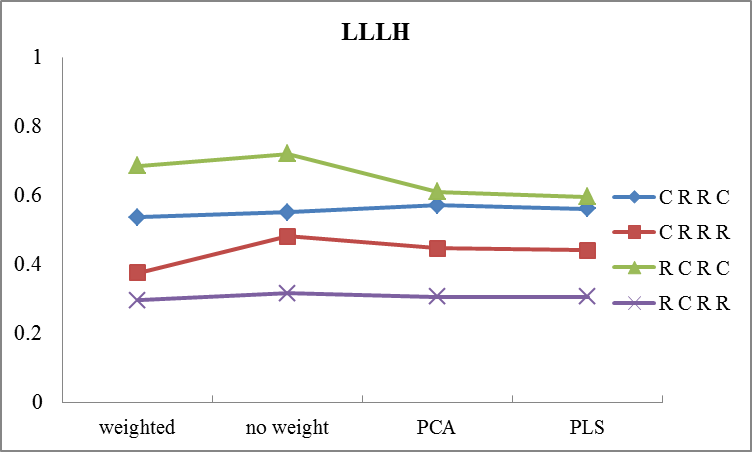 LLLH
1
0.8
0.6
0.4
0.2
0
weighted no weight PCA PLS
C R R C
C R R R
R C R C
R C R R